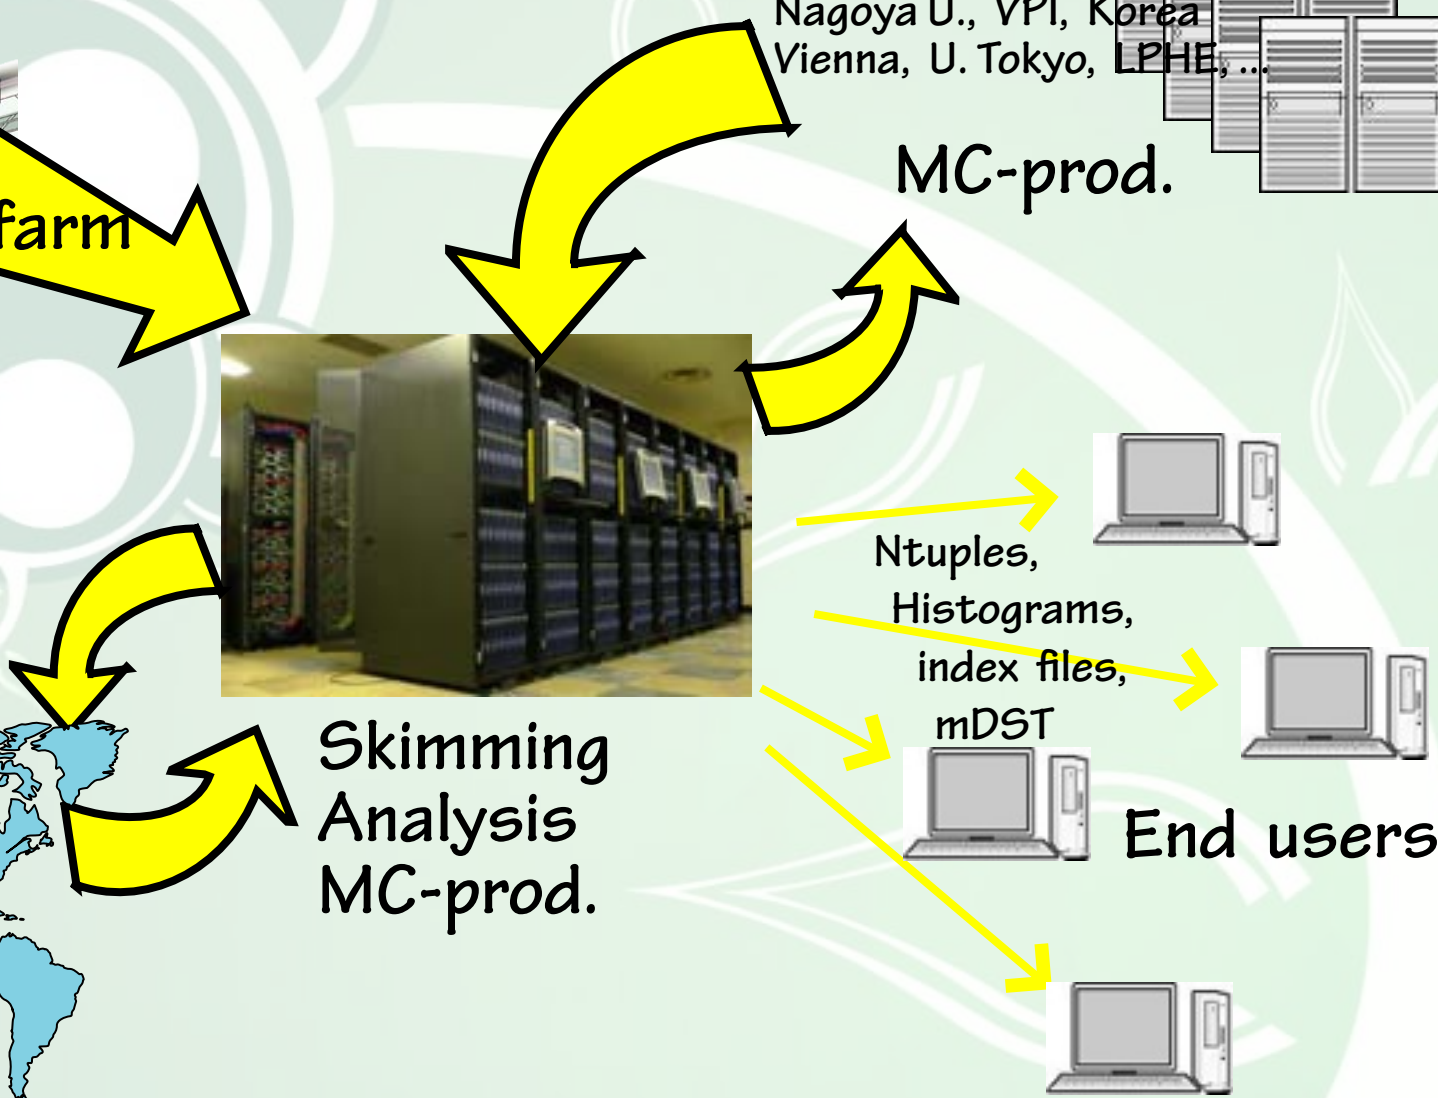 Nagoya U., VPI, Korea
Vienna, U. Tokyo, LPHE, ...
MC-prod.
farm
Ntuples,
Histograms,
index files,
mDST
Skimming
Analysis
MC-prod.
End users